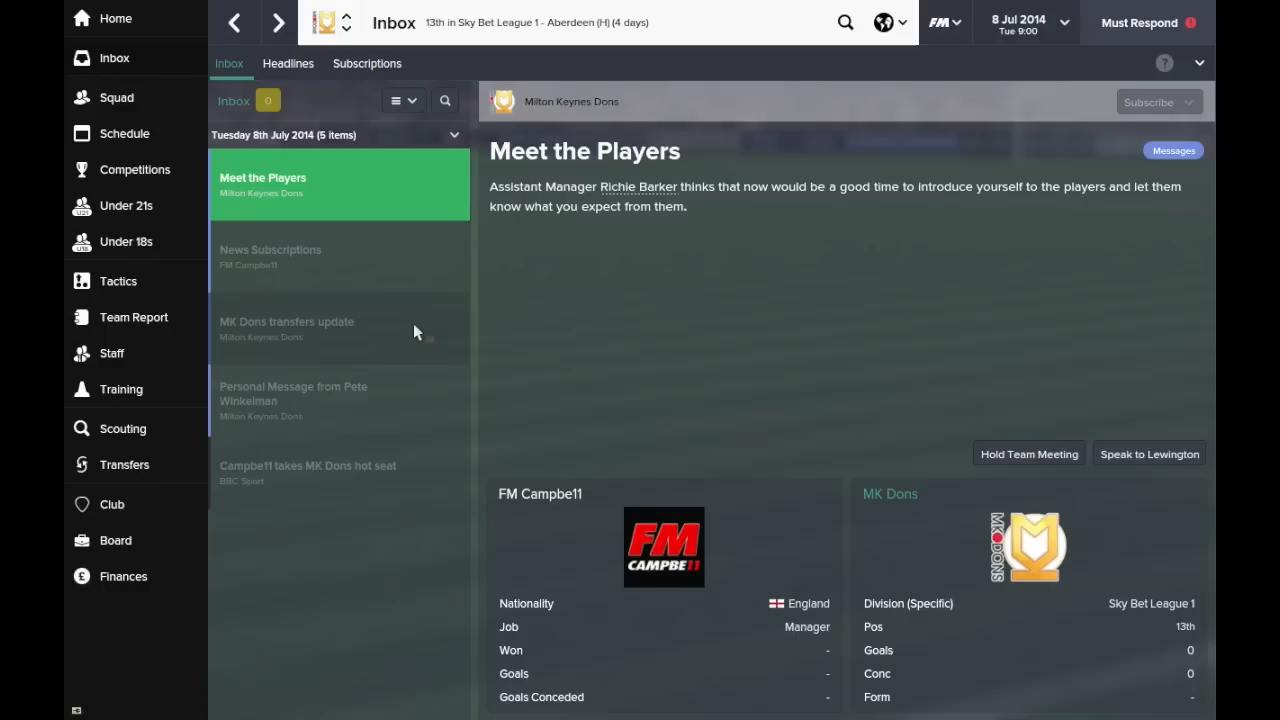 Home
Inbox
Squad
Schedule
Competitions
U21
Under 21s
U18
Under 18s
Tactics
Team Report
Staff
Training
Scouting
Transfers
Club
Board
£ Finances
Inbox
13th in Sky Bet League 1 - Aberdeen (H) (4 days)
FM
8 Jul 2014
Tue 9:00
Must Respond !
Inbox Headlines Subscriptions
?
Inbox 0
Tuesday 8th July 2014 (5 items)
Meet the Players
Milton Keynes Dons
News Subscriptions
FM Campbe11
MK Dons transfers update
Milton Keynes Dons
Personal Message from Pete
Winkelman
Milton Keynes Dons
Campbe11 takes MK Dons hot seat
BBC Sport
Milton Keynes Dons
Subscribe
Meet the Players
Messages
Assistant Manager Richie Barker thinks that now would be a good time to introduce yourself to the players and let them
know what you expect from them.
Hold Team Meeting
Speak to Lewington
FM Campbe11
FM
CAMPBE11
Nationality England
Job Manager
Won -
Goals -
Goals Conceded -
MK Dons
MK DONS
Division (Specific) Sky Bet League 1
Pos 13th
Goals 0
Conc 0
Form -